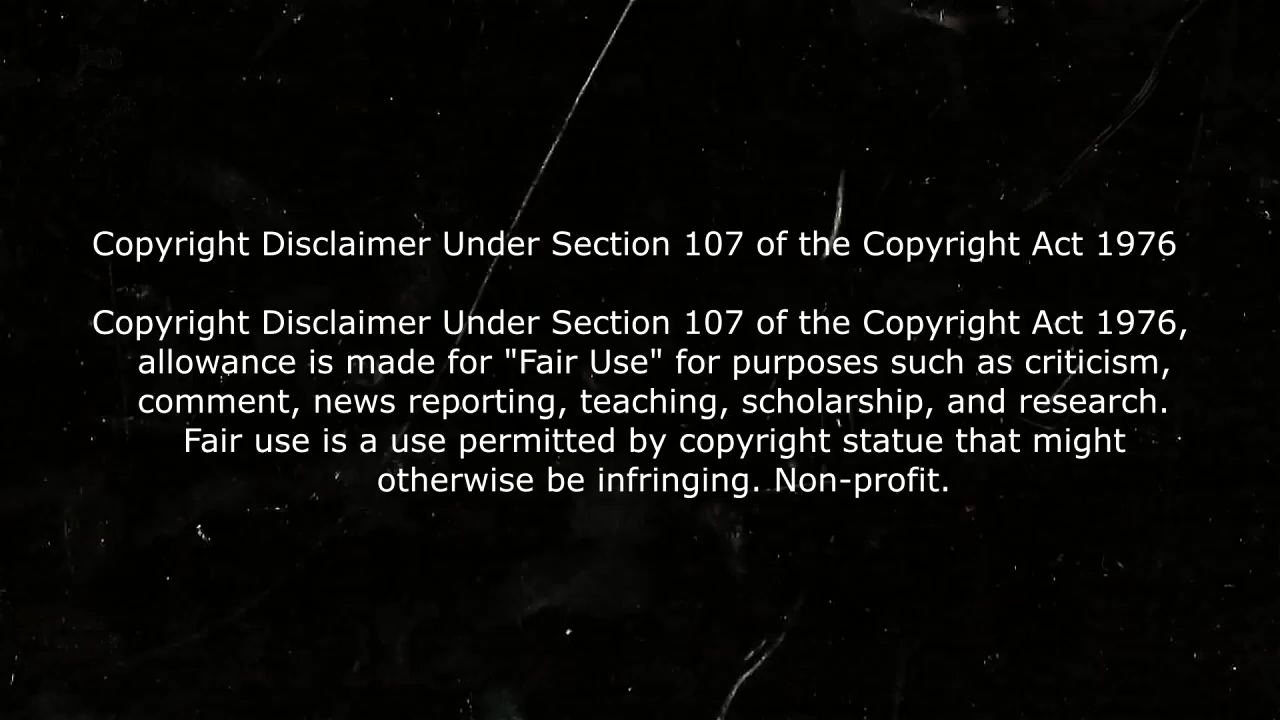 Copyright Disclaimer Under Section 107 of the Copyright Act 1976
Copyright Disclaimer Under Section 107 of the Copyright Act 1976,
allowance is made for "Fair Use" for purposes such as criticism,
comment, news reporting, teaching, scholarship, and research.
Fair use is a use permitted by copyright statue that might
otherwise be infringing. Non-profit.